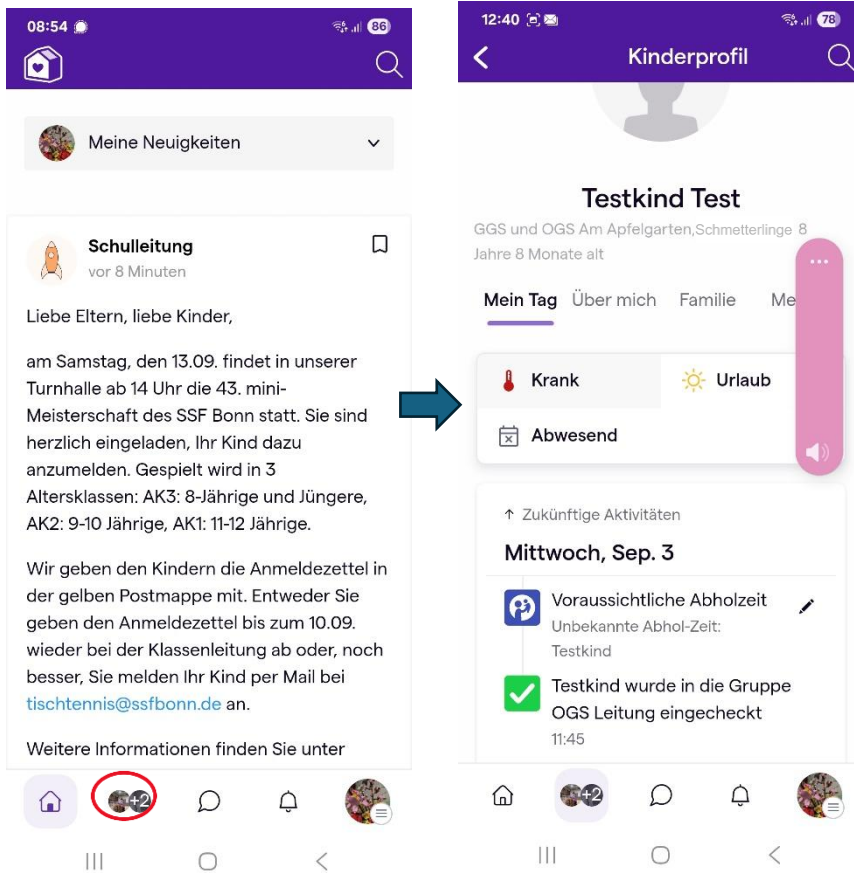 08:54
86
Meine Neuigkeiten
Schulleitung
vor 8 Minuten
Liebe Eltern, liebe Kinder,
am Samstag, den 13.09. findet in unserer
Turnhalle ab 14 Uhr die 43. mini-
Meisterschaft des SSF Bonn statt. Sie sind
herzlich eingeladen, Ihr Kind dazu
anzumelden. Gespielt wird in 3
Altersklassen: AK3: 8-Jährige und Jüngere,
AK2: 9-10 Jährige, AK1: 11-12 Jährige.
Wir geben den Kindern die Anmeldezettel in
der gelben Postmappe mit. Entweder Sie
geben den Anmeldezettel bis zum 10.09.
wieder bei der Klassenleitung ab oder, noch
besser, Sie melden Ihr Kind per Mail bei
tischtennis@ssfbonn.de an.
Weitere Informationen finden Sie unter
+2
12:40
78
Kinderprofil
Testkind Test
GGS und OGS Am Apfelgarten,Schmetterlinge 8
Jahre 8 Monate alt
Mein Tag Über mich Familie Me
Krank Urlaub
Abwesend
↑ Zukünftige Aktivitäten
Mittwoch, Sep. 3
Voraussichtliche Abholzeit
Unbekannte Abhol-Zeit:
Testkind
Testkind wurde in die Gruppe
OGS Leitung eingecheckt
11:45
+2